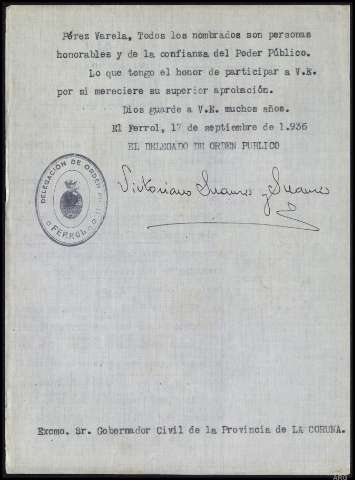 Pérez Varela, Todos los nombrados son personas
honorables y de la confianza del Poder Público.
Lo que tengo el honor de participar a V.E.
por si mereciere su superior aprobación.
Dios guarde a V.E. muchos años.
El Ferrol, 17 de septiembre de 1.936
EL DELEGADO DE ORDEN PUBLICO
DELEGACION DE ORDEN
FERROL
Victoriano Suances y Suances
Excmo. Sr. Gobernador Civil de la Provincia de LA CORUÑA.
ARG